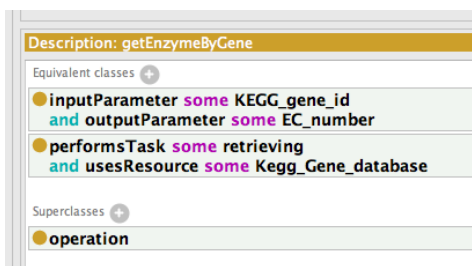 Description: getEnzymeByGene
Equivalent classes
inputParameter some KEGG_gene_id
and outputParameter some EC_number
performsTask some retrieving
and usesResource some Kegg_Gene_database
Superclasses
operation